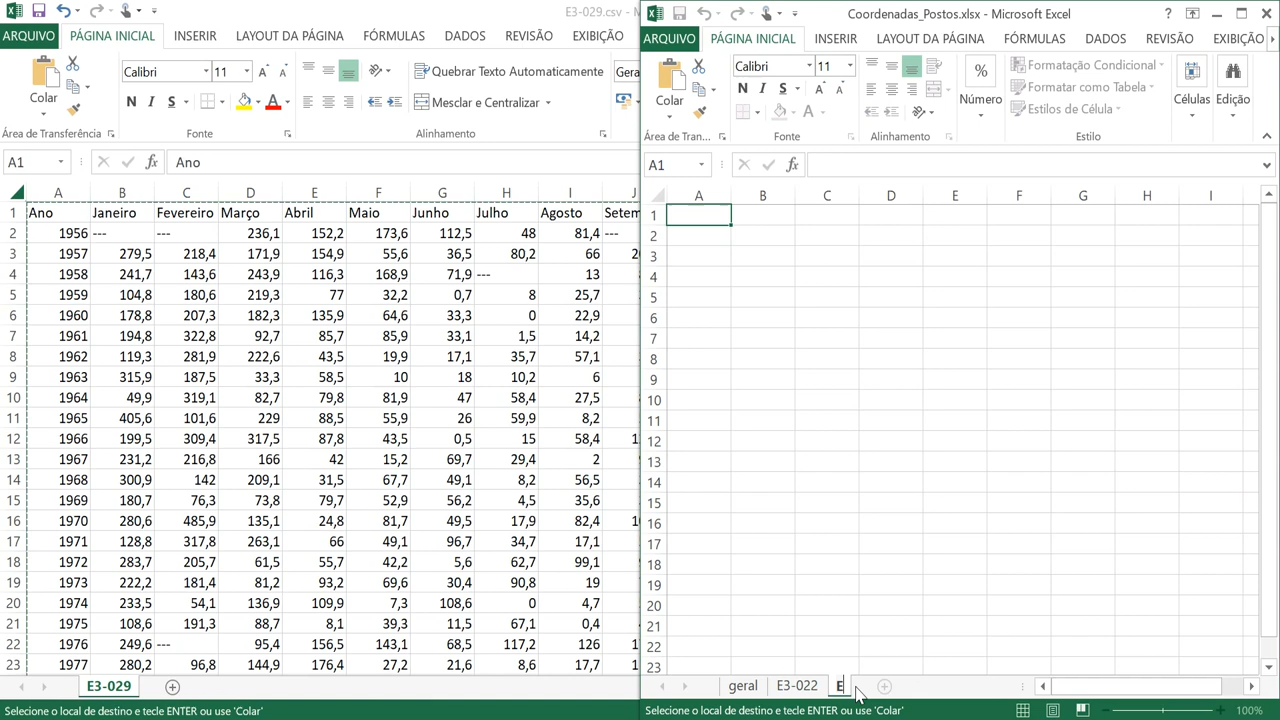 E3-029.csv - M
ARQUIVO PÁGINA INICIAL INSERIR LAYOUT DA PÁGINA FÓRMULAS DADOS REVISÃO EXIBIÇÃO
Colar
Calibri 11
N I S
Quebrar Texto Automaticamente
Mesclar e Centralizar
Gera
Área de Transferência Fonte Alinhamento
A1 fx Ano
A B C D E F G H I J
1 Ano Janeiro Fevereiro Março Abril Maio Junho Julho Agosto Setem
2 1956 --- --- 236,1 152,2 173,6 112,5 48 81,4 ---
3 1957 279,5 218,4 171,9 154,9 55,6 36,5 80,2 66 20
4 1958 241,7 143,6 243,9 116,3 168,9 71,9 --- 13
5 1959 104,8 180,6 219,3 77 32,2 0,7 8 25,7
6 1960 178,8 207,3 182,3 135,9 64,6 33,3 0 22,9
7 1961 194,8 322,8 92,7 85,7 85,9 33,1 1,5 14,2
8 1962 119,3 281,9 222,6 43,5 19,9 17,1 35,7 57,1
9 1963 315,9 187,5 33,3 58,5 10 18 10,2 6
10 1964 49,9 319,1 82,7 79,8 81,9 47 58,4 27,5
11 1965 405,6 101,6 229 88,5 55,9 26 59,9 8,2
12 1966 199,5 309,4 317,5 87,8 43,5 0,5 15 58,4
13 1967 231,2 216,8 166 42 15,2 69,7 29,4 2
14 1968 300,9 142 209,1 31,5 67,7 49,1 8,2 56,5
15 1969 180,7 76,3 73,8 79,7 52,9 56,2 4,5 35,6
16 1970 280,6 485,9 135,1 24,8 81,7 49,5 17,9 82,4
17 1971 128,8 317,8 263,1 66 49,1 96,7 34,7 17,1
18 1972 283,7 205,7 61,5 55,7 42,2 5,6 62,7 99,1
19 1973 222,2 181,4 81,2 93,2 69,6 30,4 90,8 19
20 1974 233,5 54,1 136,9 109,9 7,3 108,6 0 4,7
21 1975 108,6 191,3 88,7 8,1 39,3 11,5 67,1 0,4
22 1976 249,6 --- 95,4 156,5 143,1 68,5 117,2 126
23 1977 280,2 96,8 144,9 176,4 27,2 21,6 8,6 17,7
E3-029
Selecione o local de destino e tecle ENTER ou use 'Colar'
Coordenadas_Postos.xlsx - Microsoft Excel
ARQUIVO PÁGINA INICIAL INSERIR LAYOUT DA PÁGINA FÓRMULAS DADOS REVISÃO EXIBIÇÃO
Colar
Calibri 11
N I S
%
Número
Formatação Condicional
Formatar como Tabela
Estilos de Célula
Células
Edição
Área de Tran... Fonte Alinhamento Estilo
A1 fx
A B C D E F G H I
1
2
3
4
5
6
7
8
9
10
11
12
13
14
15
16
17
18
19
20
21
22
23
geral E3-022 E
Selecione o local de destino e tecle ENTER ou use 'Colar' 100%